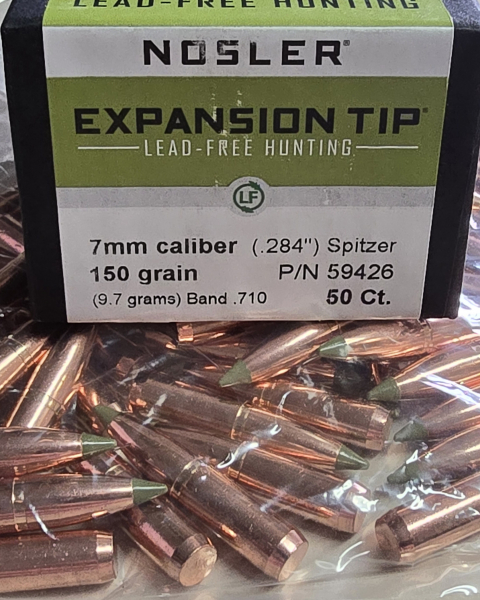 LEAD-FREE HUNTING
NOSLER®
EXPANSION TIP®
LEAD-FREE HUNTING
LF
7mm caliber (.284") Spitzer
150 grain P/N 59426
(9.7 grams) Band .710 50 Ct.